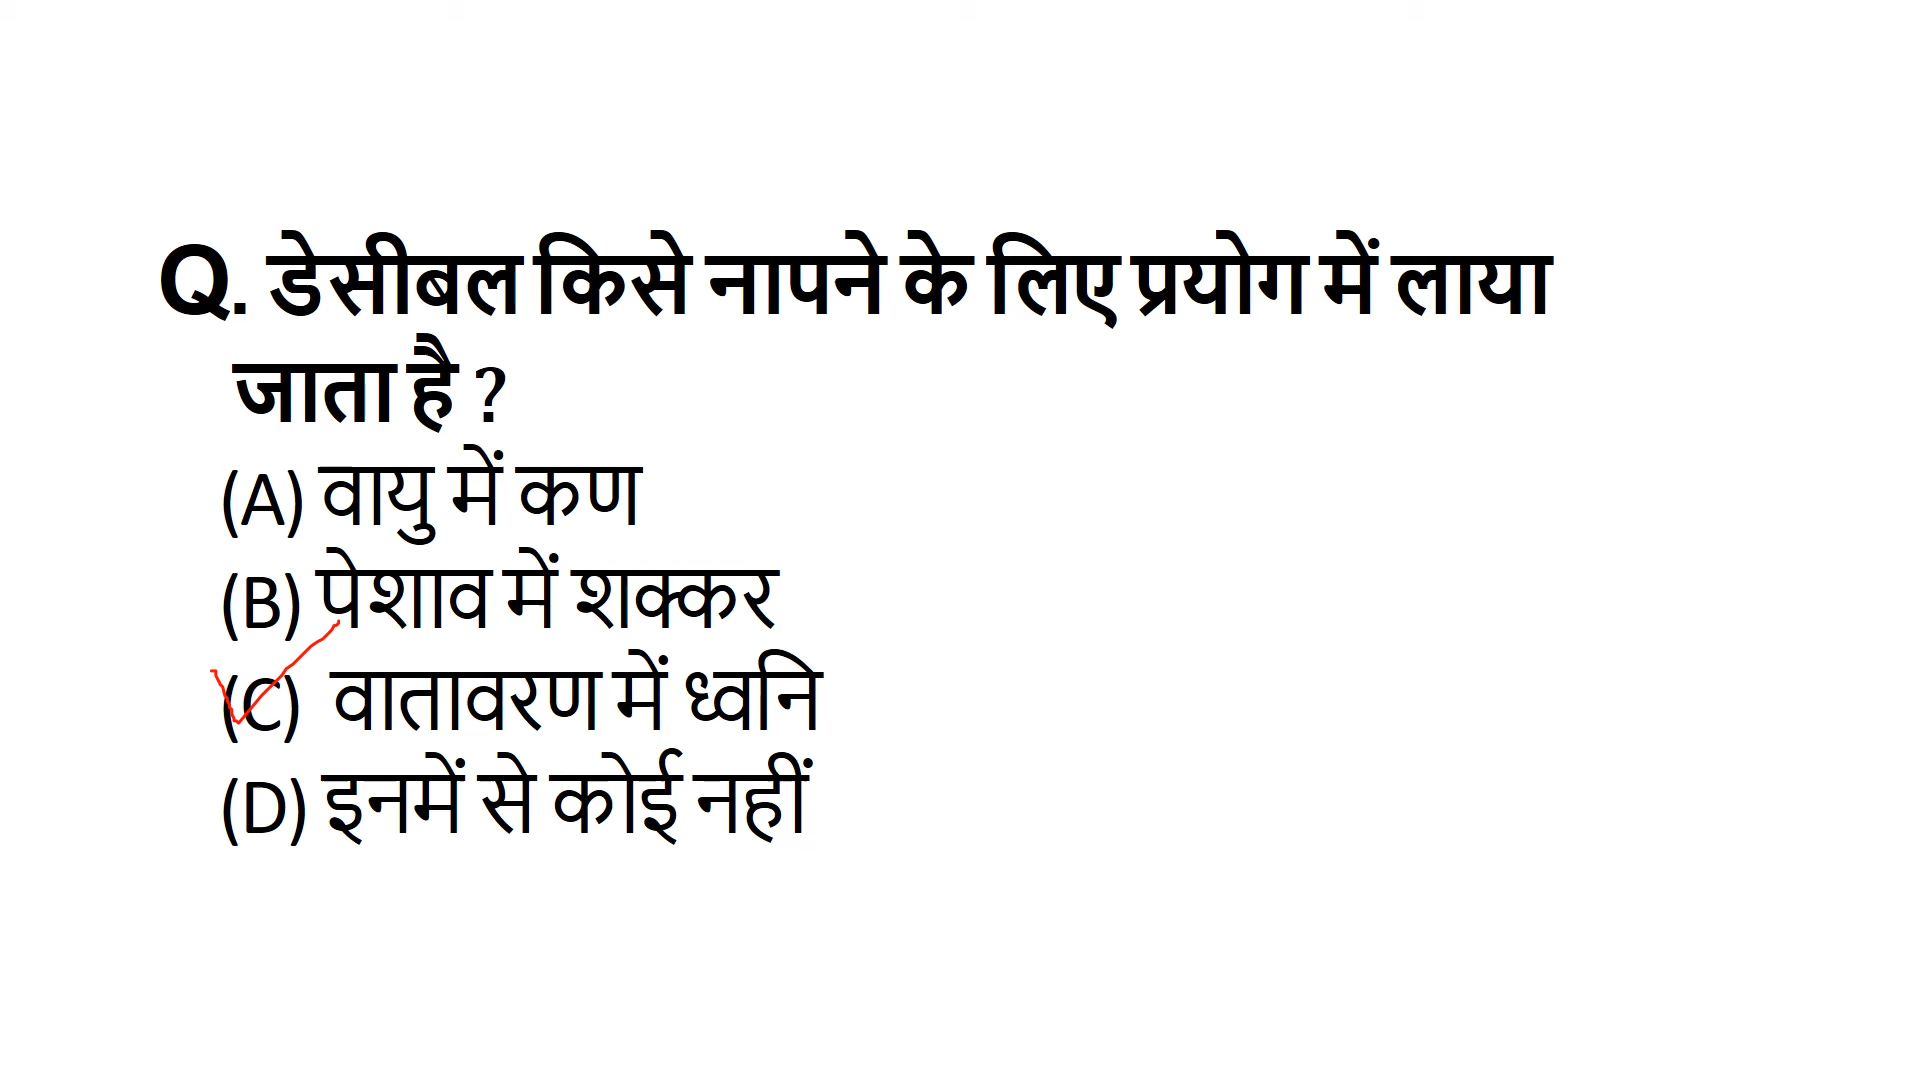 Q. डेसीबल किसे नापने के लिए प्रयोग में लाया
जाता है ?
(A) वायु में कण
(B) पेशाव में शक्कर
(C) वातावरण में ध्वनि
(D) इनमें से कोई नहीं